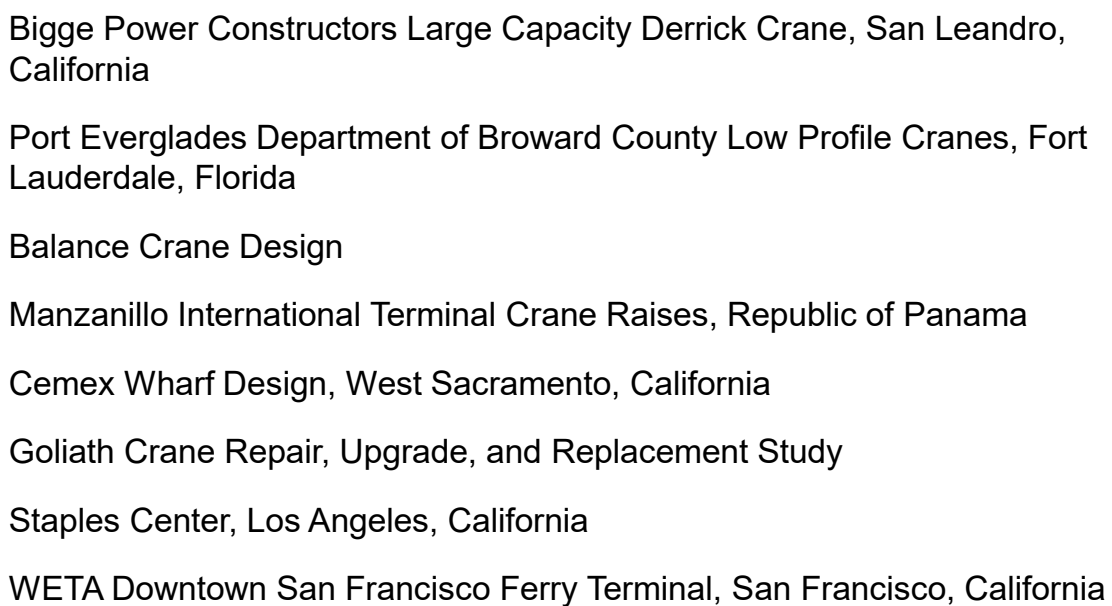 Bigge Power Constructors Large Capacity Derrick Crane, San Leandro,
California
Port Everglades Department of Broward County Low Profile Cranes, Fort
Lauderdale, Florida
Balance Crane Design
Manzanillo International Terminal Crane Raises, Republic of Panama
Cemex Wharf Design, West Sacramento, California
Goliath Crane Repair, Upgrade, and Replacement Study
Staples Center, Los Angeles, California
WETA Downtown San Francisco Ferry Terminal, San Francisco, California